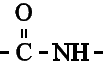 O
=
- C - NH -